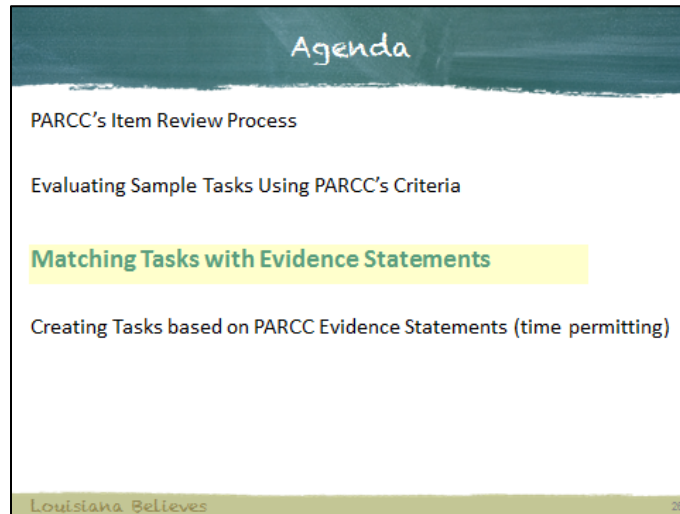 Agenda
PARCC's Item Review Process
Evaluating Sample Tasks Using PARCC's Criteria
Matching Tasks with Evidence Statements
Creating Tasks based on PARCC Evidence Statements (time permitting)
Louisiana Believes